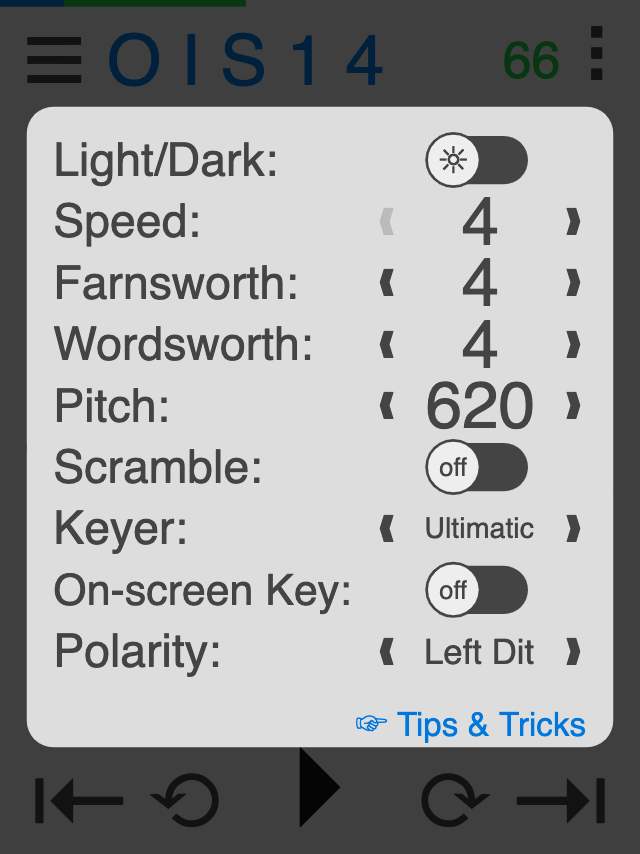 OIS14 66
Light/Dark:
Speed: 4
Farnsworth: 4
Wordsworth: 4
Pitch: 620
Scramble: off
Keyer: Ultimatic
On-screen Key: off
Polarity: Left Dit
☞ Tips & Tricks